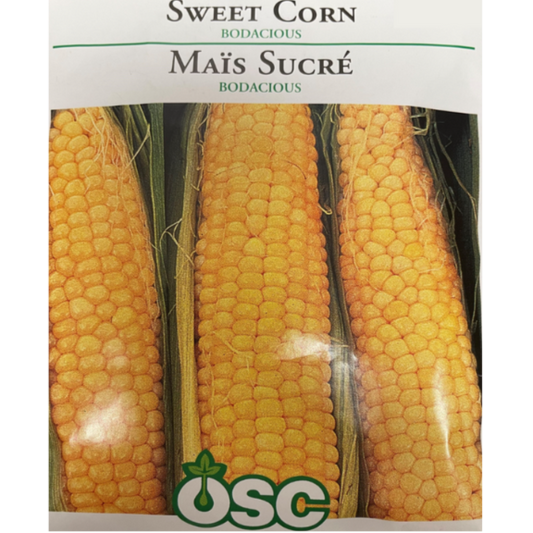 SWEET CORN
BODACIOUS
MAÏS SUCRÉ
BODACIOUS
OSC